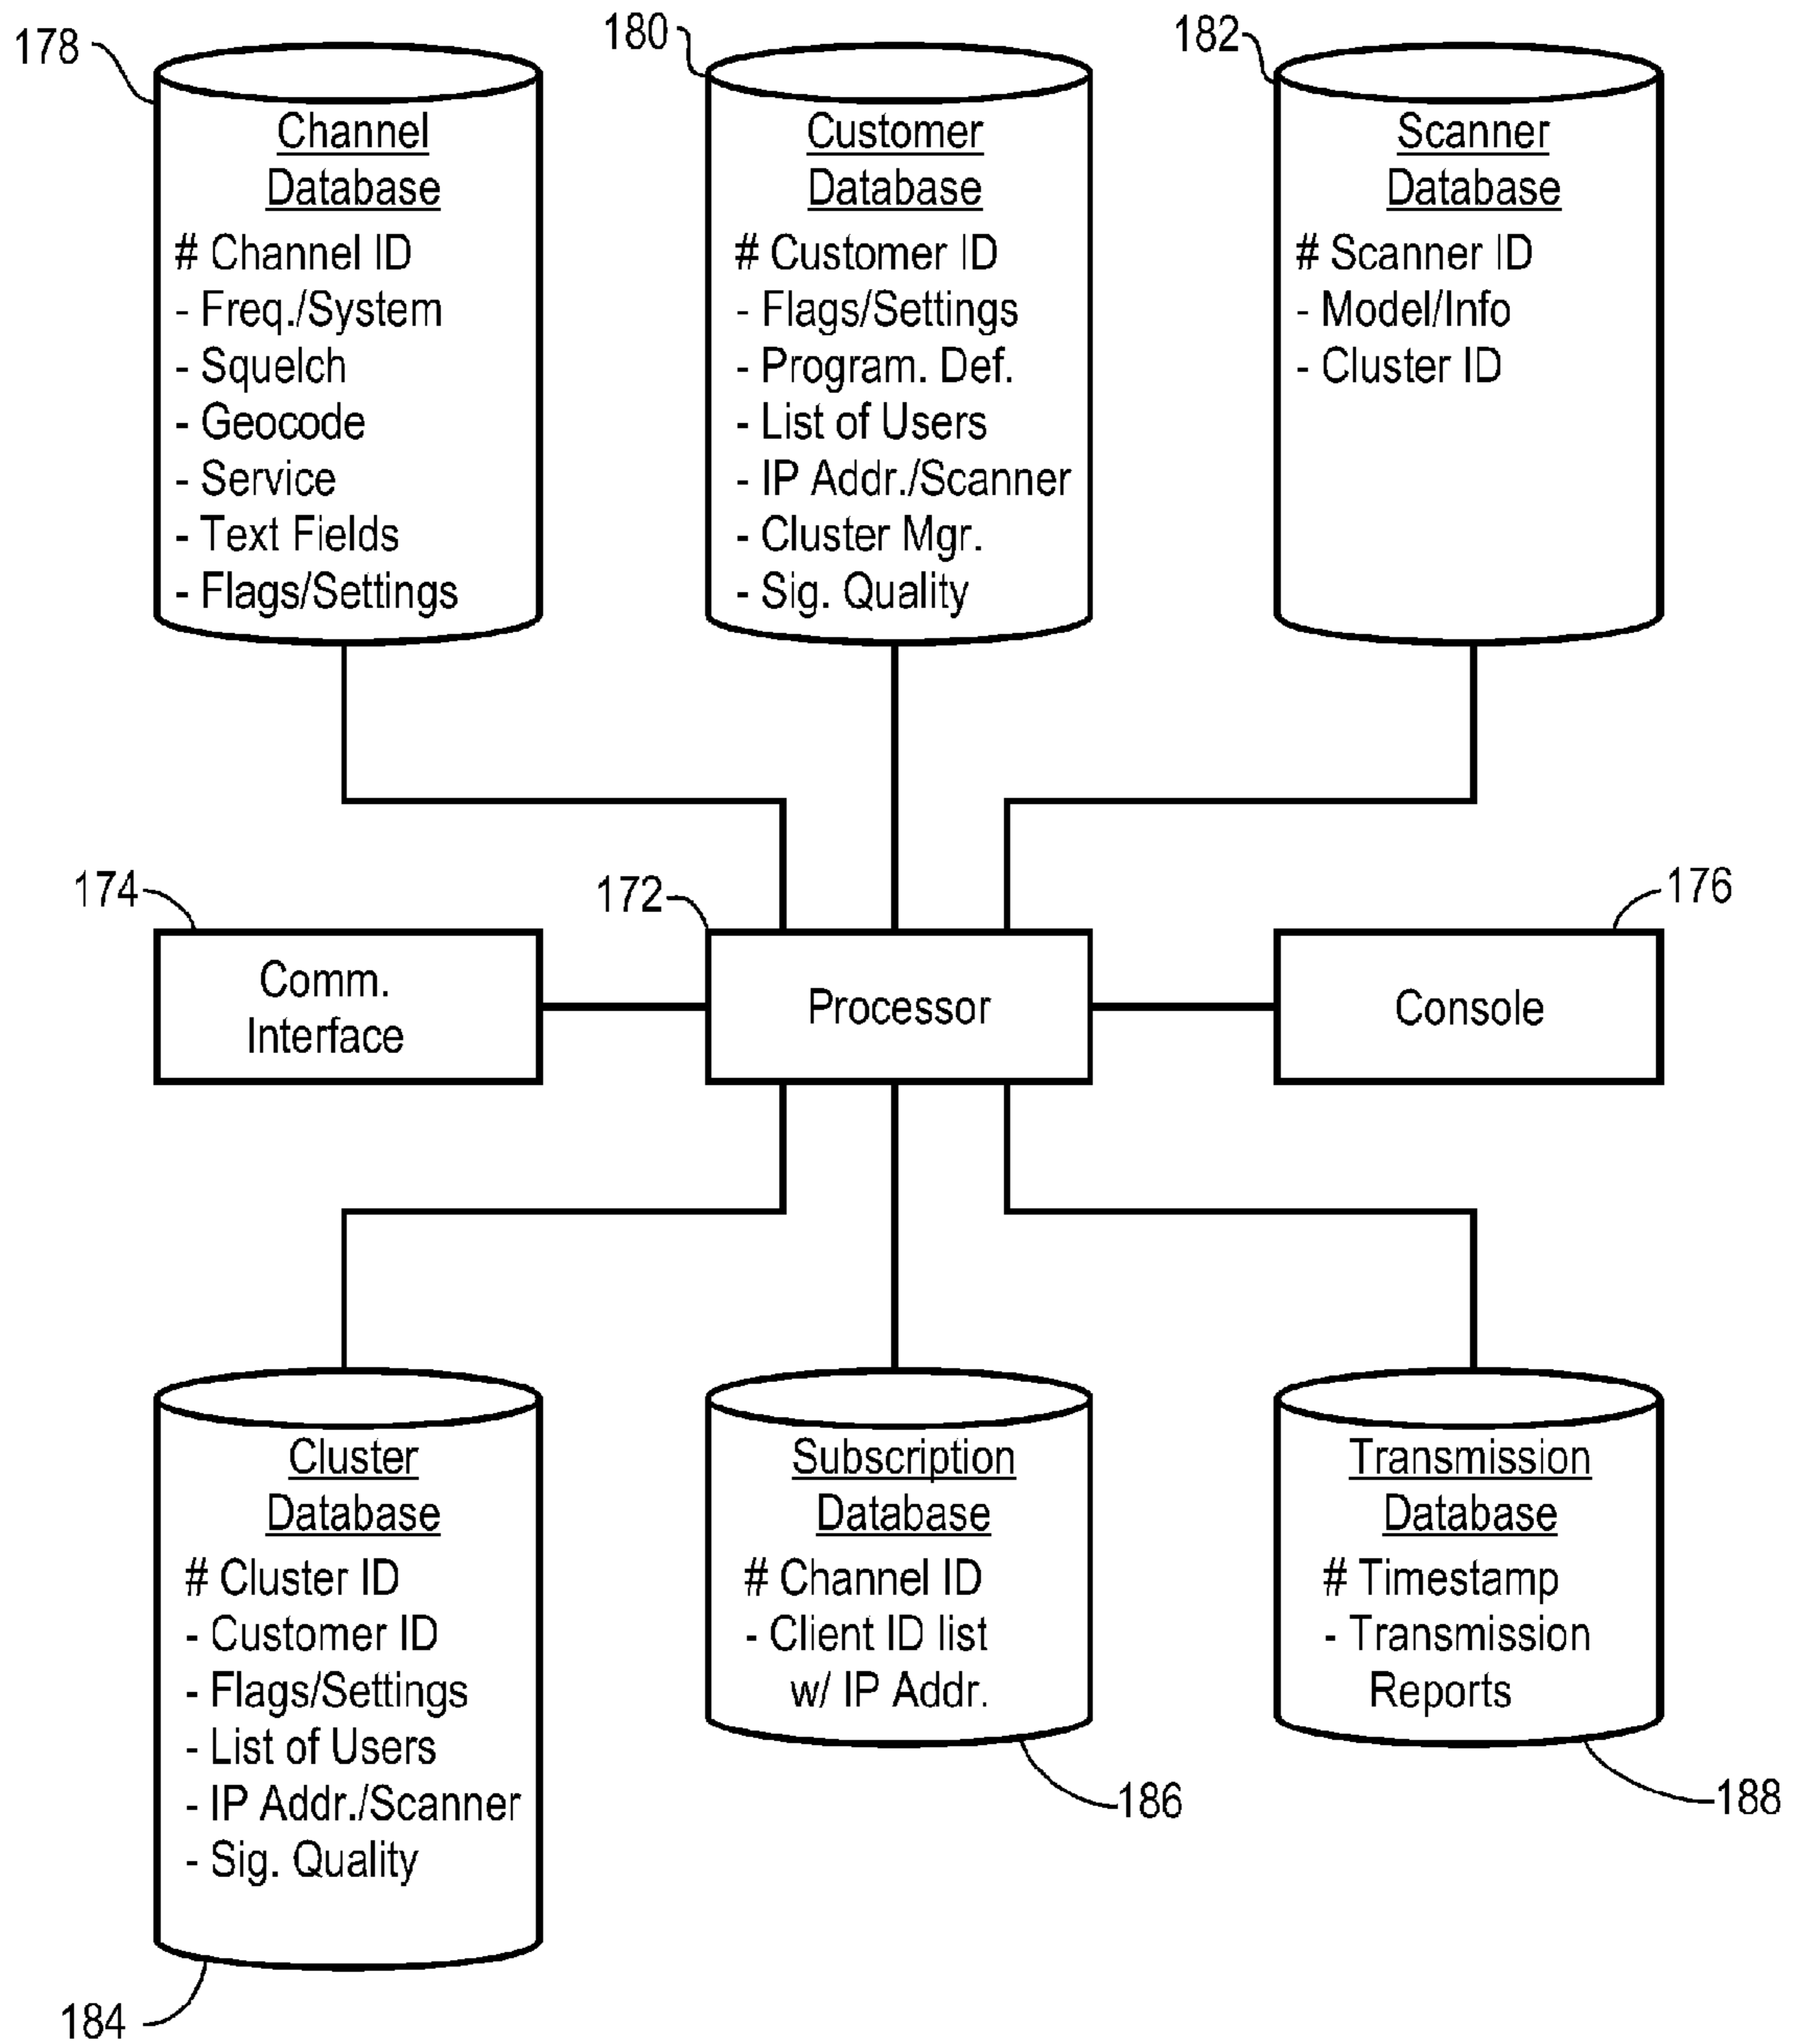 178
Channel
Database
# Channel ID
- Freq./System
- Squelch
- Geocode
- Service
- Text Fields
- Flags/Settings
180
Customer
Database
# Customer ID
- Flags/Settings
- Program. Def.
- List of Users
- IP Addr./Scanner
- Cluster Mgr.
- Sig. Quality
182
Scanner
Database
# Scanner ID
- Model/Info
- Cluster ID
174
Comm.
Interface
172
Processor
176
Console
Cluster
Database
# Cluster ID
- Customer ID
- Flags/Settings
- List of Users
- IP Addr./Scanner
- Sig. Quality
184
Subscription
Database
# Channel ID
- Client ID list
w/ IP Addr.
186
Transmission
Database
# Timestamp
- Transmission
Reports
188